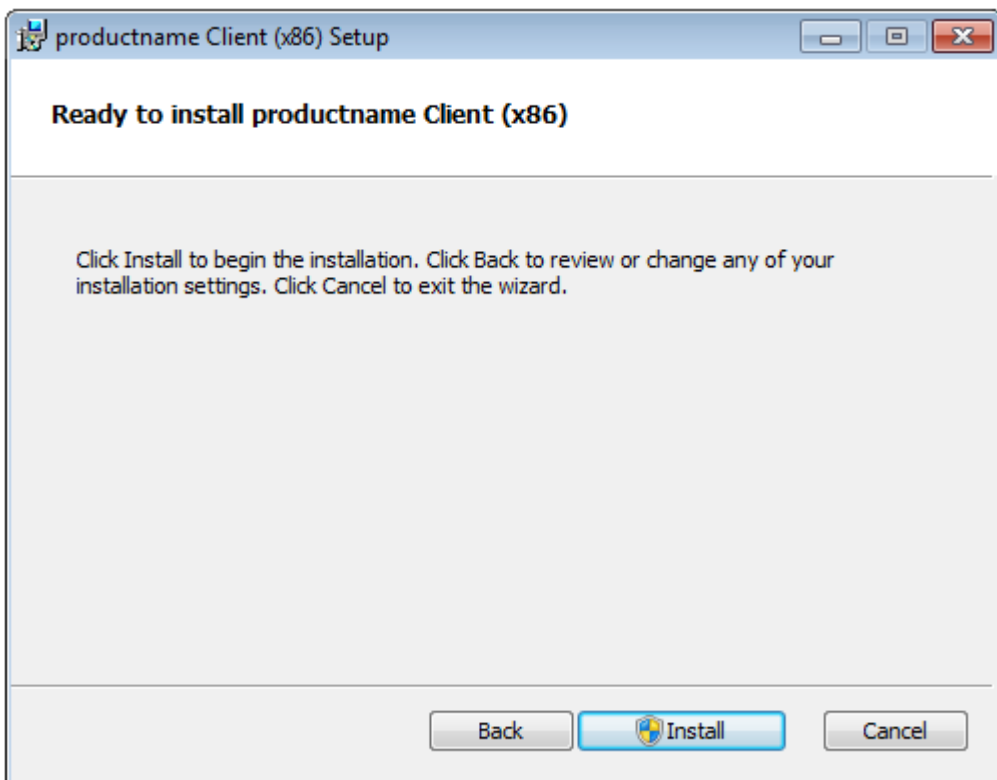 productname Client (x86) Setup
Ready to install productname Client (x86)
Click Install to begin the installation. Click Back to review or change any of your
installation settings. Click Cancel to exit the wizard.
Back
Install
Cancel